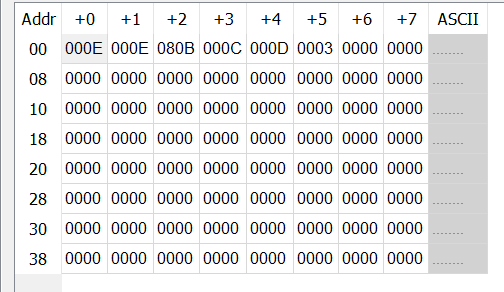 Addr +0 +1 +2 +3 +4 +5 +6 +7 ASCII
00 000E 000E 080B 000C 000D 0003 0000 0000 ........
08 0000 0000 0000 0000 0000 0000 0000 0000 ........
10 0000 0000 0000 0000 0000 0000 0000 0000 ........
18 0000 0000 0000 0000 0000 0000 0000 0000 ........
20 0000 0000 0000 0000 0000 0000 0000 0000 ........
28 0000 0000 0000 0000 0000 0000 0000 0000 ........
30 0000 0000 0000 0000 0000 0000 0000 0000 ........
38 0000 0000 0000 0000 0000 0000 0000 0000 ........